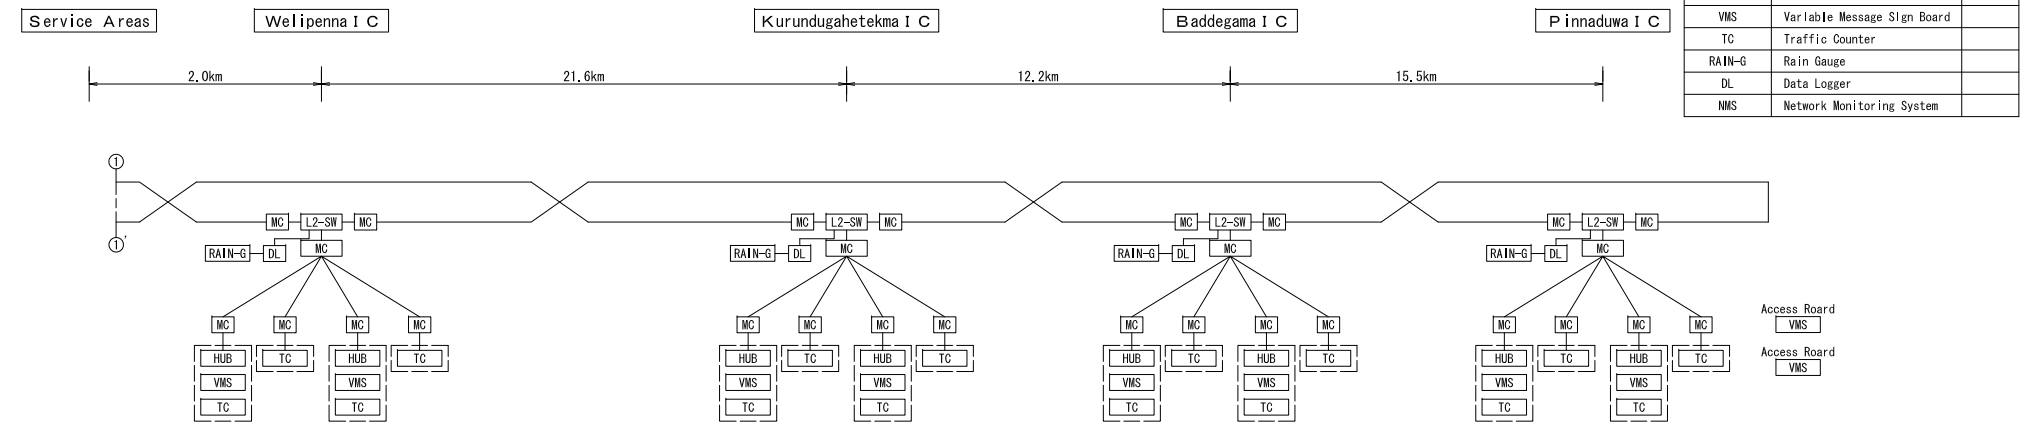 Service Areas
Welipenna IC
Kurundugahetekma IC
Baddegama IC
Pinnaduwa IC
VMS Variable Message Sign Board
TC Traffic Counter
RAIN-G Rain Gauge
DL Data Logger
NMS Network Monitoring System
2.0km 21.6km 12.2km 15.5km
1
1'
MC L2-SW MC MC L2-SW MC MC L2-SW MC MC L2-SW MC
RAIN-G DL MC RAIN-G DL MC RAIN-G DL MC RAIN-G DL MC
MC MC MC MC MC MC MC MC MC MC MC MC MC MC MC MC
HUB TC HUB TC HUB TC HUB TC HUB TC HUB TC HUB TC HUB TC
VMS VMS VMS VMS VMS VMS VMS VMS
TC TC TC TC TC TC TC TC
Access Roard
VMS
Access Roard
VMS